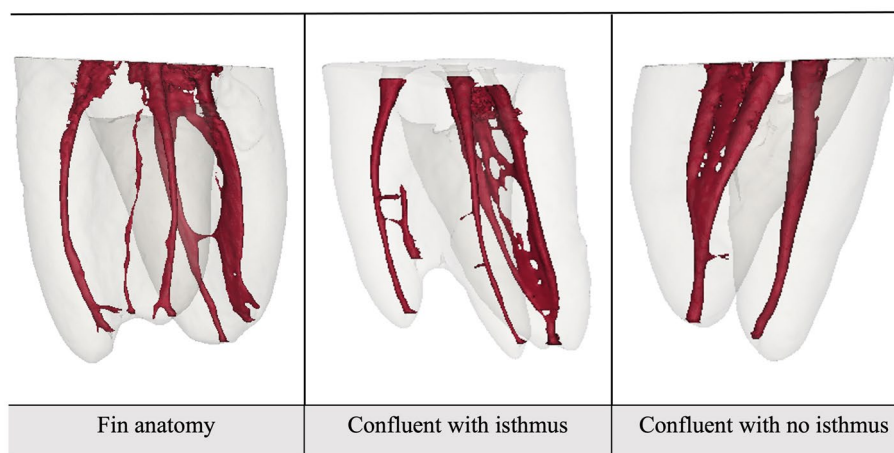 Fin anatomy
Confluent with isthmus
Confluent with no isthmus